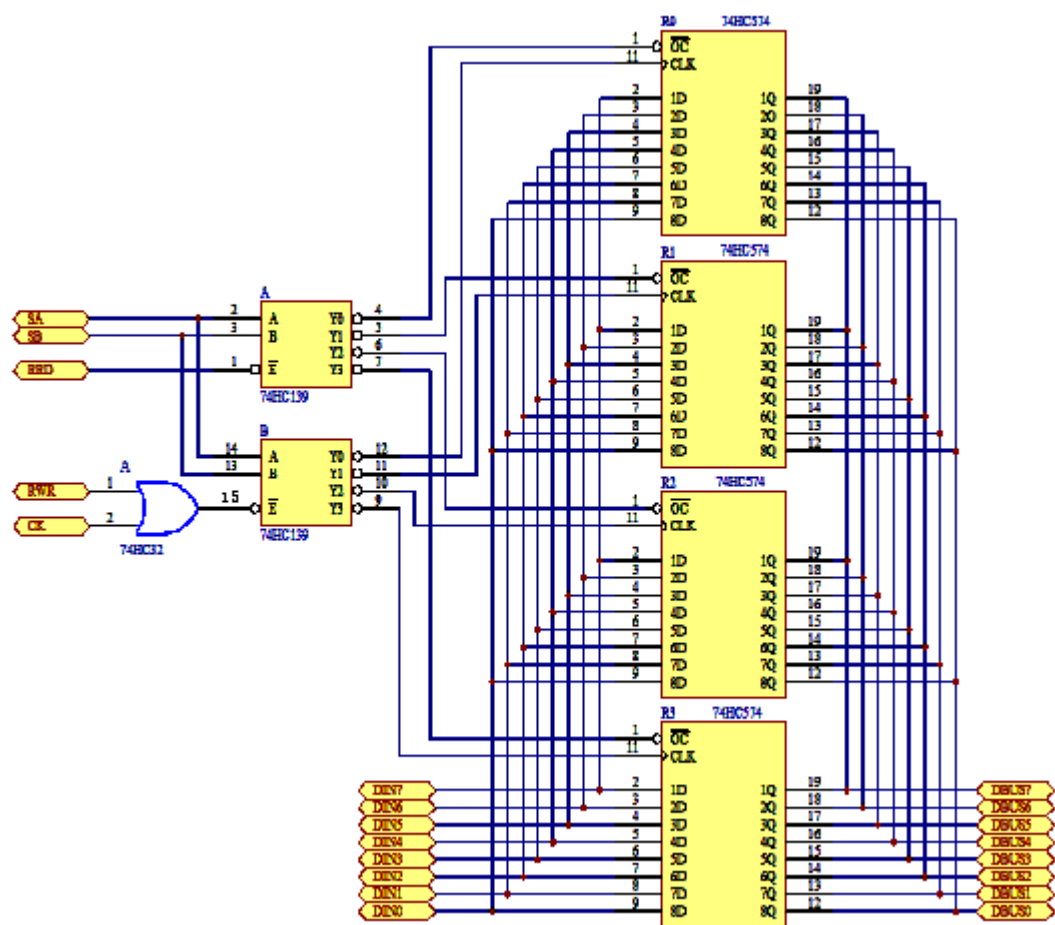 R0 74HC574
1 OC
11 CLK
2 1D 1Q 19
3 2D 2Q 18
4 3D 3Q 17
5 4D 4Q 16
6 5D 5Q 15
7 6D 6Q 14
8 7D 7Q 13
9 8D 8Q 12
R1 74HC574
1 OC
11 CLK
2 1D 1Q 19
3 2D 2Q 18
4 3D 3Q 17
5 4D 4Q 16
6 5D 5Q 15
7 6D 6Q 14
8 7D 7Q 13
9 8D 8Q 12
A
SA 2 A Y0 4
SB 3 B Y1
Y2 6
RRD 1 E Y3 7
74HC139
B
14 A Y0 12
13 B Y1 11
Y2 10
15 E Y3 9
74HC139
A
RWR 1
CK 2
74HC32
R2 74HC574
1 OC
11 CLK
2 1D 1Q 19
3 2D 2Q 18
4 3D 3Q 17
5 4D 4Q 16
6 5D 5Q 15
7 6D 6Q 14
8 7D 7Q 13
9 8D 8Q 12
R3 74HC574
1 OC
11 CLK
DIN7 2 1D 1Q 19 DBUS7
DIN6 3 2D 2Q 18 DBUS6
DIN5 4 3D 3Q 17 DBUS5
DIN4 5 4D 4Q 16 DBUS4
DIN3 6 5D 5Q 15 DBUS3
DIN2 7 6D 6Q 14 DBUS2
DIN1 8 7D 7Q 13 DBUS1
DIN0 9 8D 8Q 12 DBUS0